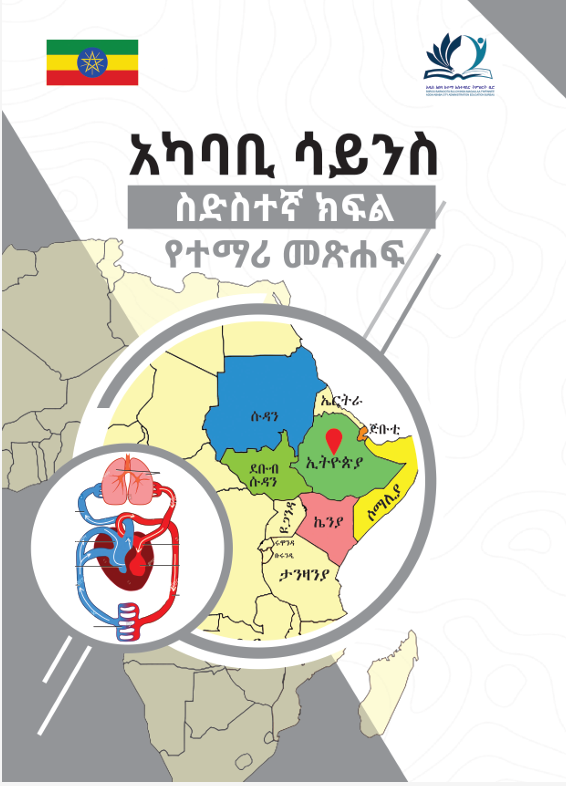 አካባቢ ሳይንስ
ስድስተኛ ክፍል
የተማሪ መጽሐፍ
ኤርትራ
ሱዳን
ጅቡቲ
ኢትዮጵያ
ደቡብ
ሱዳን
ሶማሊያ
ዩጋንዳ
ኬንያ
ሩዋንዳ
ቡሩንዲ
ታንዛንያ